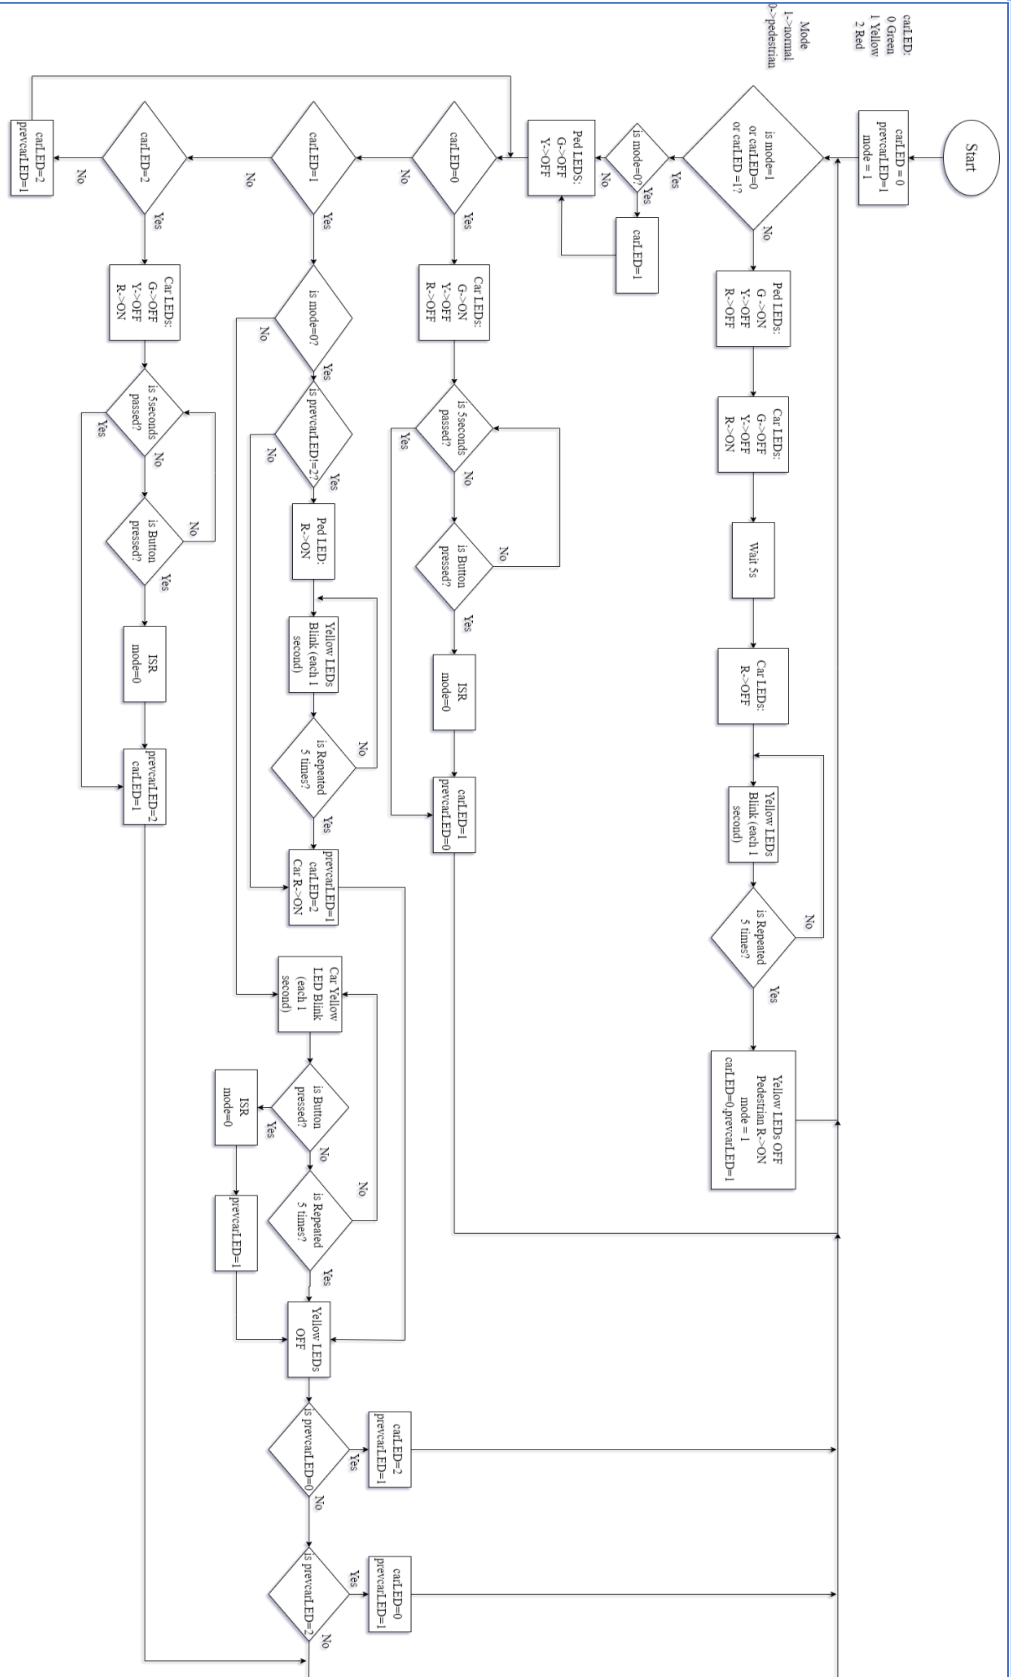 carLED:
0 Green
1 Yellow
2 Red
Mode
1->normal
0->pedestrian
Start
carLED = 0
prevcarLED=1
mode = 1
is mode=1
or carLED=0
or carLED =1?
No
Yes
Ped LEDs:
G ->ON
Y->OFF
R->OFF
Car LEDs:
G->OFF
Y->OFF
R->ON
Wait 5s
Car LEDs:
R->OFF
Yellow LEDs
Blink (each 1
second)
is Repeated
5 times?
No
Yes
Yellow LEDs OFF
Pedestrian R->ON
mode = 1
carLED=0,prevcarLED=1
is mode=0?
Yes
No
carLED=1
Ped LEDS:
G->OFF
Y->OFF
carLED=0
Yes
No
Car LEDs:
G->ON
Y->OFF
R->OFF
is 5seconds
passed?
No
Yes
is Button
pressed?
No
Yes
ISR
mode=0
carLED=1
prevcarLED=0
carLED=1
Yes
No
is mode=0?
Yes
No
is prevcarLED!=2?
Yes
No
Ped LED:
R->ON
Yellow LEDs
Blink (each 1
second)
is Repeated
5 times?
No
Yes
prevcarLED=1
carLED=2
Car R->ON
Car Yellow
LED Blink
(each 1
second)
is Button
pressed?
No
Yes
ISR
mode=0
prevcarLED=1
is Repeated
5 times?
No
Yes
Yellow LEDs
OFF
is prevcarLED=0
Yes
No
carLED=2
prevcarLED=1
is prevcarLED=2
Yes
No
carLED=0
prevcarLED=1
carLED=2
Yes
No
Car LEDs:
G->OFF
Y->OFF
R->ON
is 5seconds
passed?
No
Yes
is Button
pressed?
No
Yes
ISR
mode=0
prevcarLED=2
carLED=1
carLED=2
prevcarLED=1